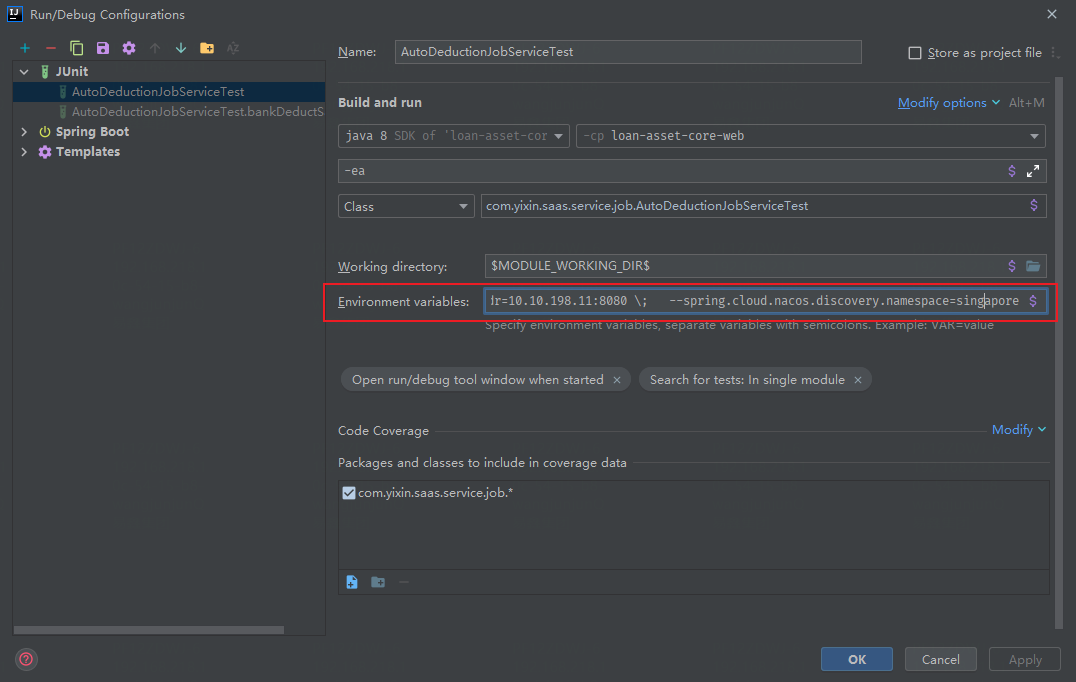 IJ Run/Debug Configurations
Name: AutoDeductionJobServiceTest Store as project file
JUnit
AutoDeductionJobServiceTest
AutoDeductionJobServiceTest.bankDeductS
Spring Boot
Templates
Build and run Modify options Alt+M
java 8 SDK of 'loan-asset-cor -cp loan-asset-core-web
-ea $
Class com.yixin.saas.service.job.AutoDeductionJobServiceTest $
Working directory: $MODULE_WORKING_DIR$ $
Environment variables: dr=10.10.198.11:8080 \; --spring.cloud.nacos.discovery.namespace=singapore $
Specify environment variables, separate variables with semicolons. Example: VAR=value
Open run/debug tool window when started × Search for tests: In single module ×
Code Coverage Modify
Packages and classes to include in coverage data
com.yixin.saas.service.job.*
? OK Cancel Apply